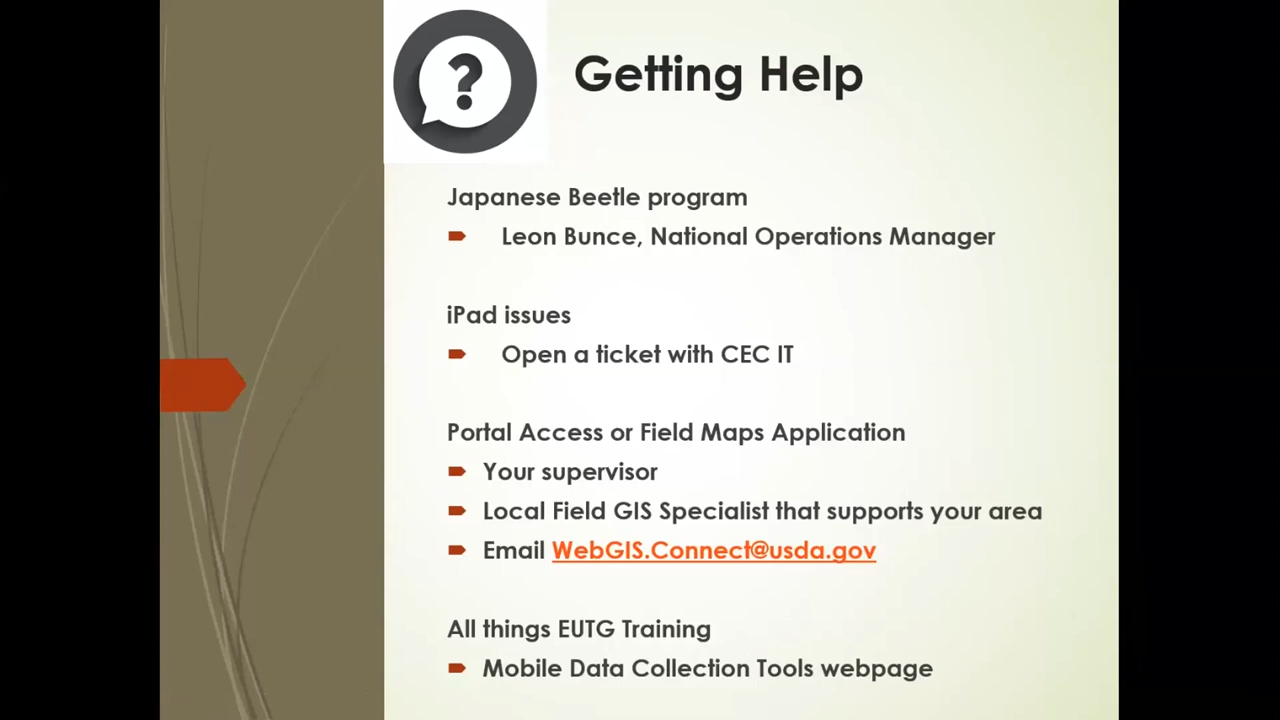 Getting Help
Japanese Beetle program
Leon Bunce, National Operations Manager
iPad issues
Open a ticket with CEC IT
Portal Access or Field Maps Application
Your supervisor
Local Field GIS Specialist that supports your area
Email WebGIS.Connect@usda.gov
All things EUTG Training
Mobile Data Collection Tools webpage